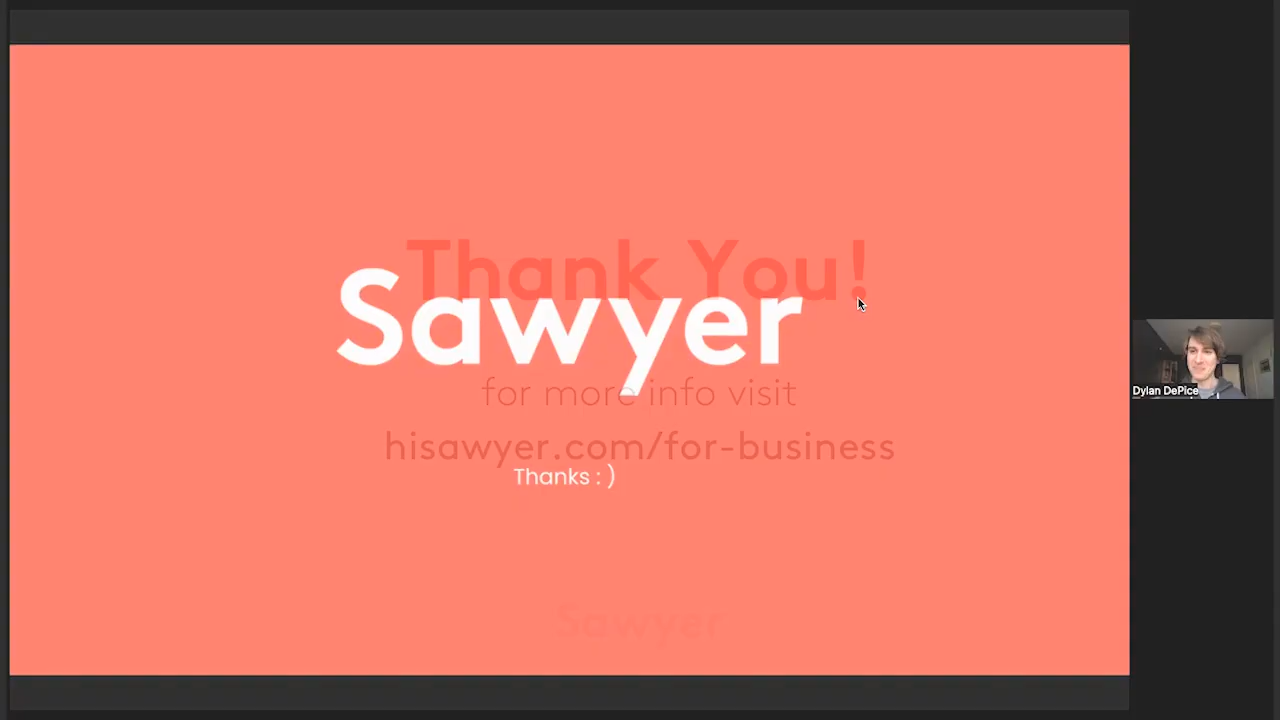 Thank You!
Sawyer
for more info visit
hisawyer.com/for-business
Thanks : )
Sawyer
Dylan DePice